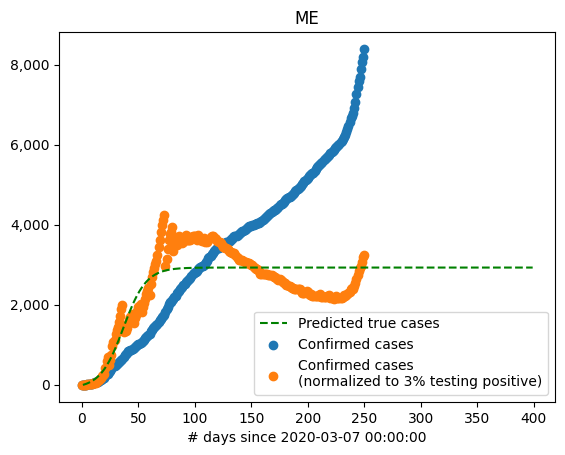 ME
8,000
6,000
4,000
2,000
0
0
50
100
150
200
250
300
350
400
# days since 2020-03-07 00:00:00
Predicted true cases
Confirmed cases
Confirmed cases
(normalized to 3% testing positive)